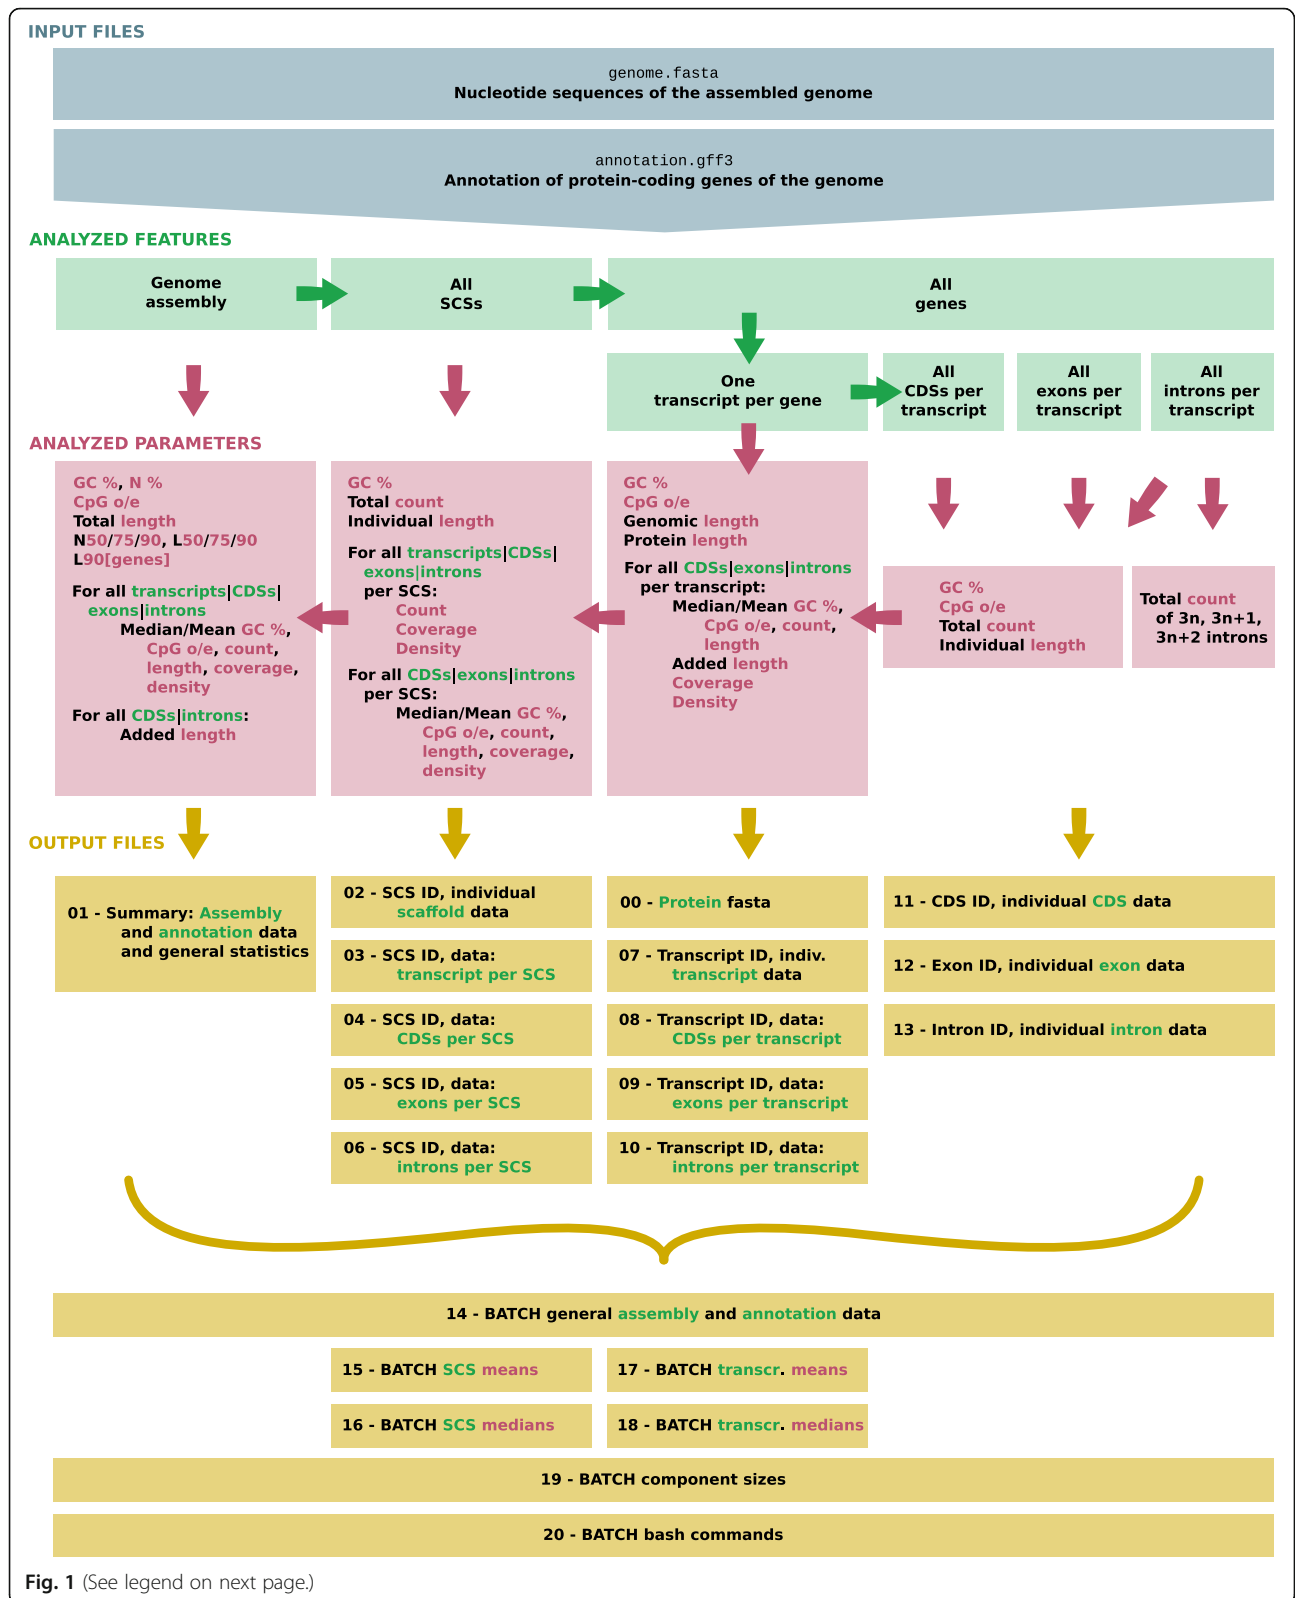 INPUT FILES
genome.fasta
Nucleotide sequences of the assembled genome
annotation.gff3
Annotation of protein-coding genes of the genome
ANALYZED FEATURES
Genome
assembly
All
SCSs
All
genes
One
transcript per gene
All
CDSs per
transcript
All
exons per
transcript
All
introns per
transcript
ANALYZED PARAMETERS
GC %, N %
CpG o/e
Total length
N50/75/90, L50/75/90
L90[genes]
For all transcripts|CDSs|
exons|introns
Median/Mean GC %,
CpG o/e, count,
length, coverage,
density
For all CDSs|introns:
Added length
GC %
Total count
Individual length
For all transcripts|CDSs|
exons|introns
per SCS:
Count
Coverage
Density
For all CDSs|exons|introns
per SCS:
Median/Mean GC %,
CpG o/e, count,
length, coverage,
density
GC %
CpG o/e
Genomic length
Protein length
For all CDSs|exons|introns
per transcript:
Median/Mean GC %,
CpG o/e, count,
length
Added length
Coverage
Density
GC %
CpG o/e
Total count
Individual length
Total count
of 3n, 3n+1,
3n+2 introns
OUTPUT FILES
01 - Summary: Assembly
and annotation data
and general statistics
02 - SCS ID, individual
scaffold data
03 - SCS ID, data:
transcript per SCS
04 - SCS ID, data:
CDSs per SCS
05 - SCS ID, data:
exons per SCS
06 - SCS ID, data:
introns per SCS
00 - Protein fasta
07 - Transcript ID, indiv.
transcript data
08 - Transcript ID, data:
CDSs per transcript
09 - Transcript ID, data:
exons per transcript
10 - Transcript ID, data:
introns per transcript
11 - CDS ID, individual CDS data
12 - Exon ID, individual exon data
13 - Intron ID, individual intron data
14 - BATCH general assembly and annotation data
15 - BATCH SCS means
17 - BATCH transcr. means
16 - BATCH SCS medians
18 - BATCH transcr. medians
19 - BATCH component sizes
20 - BATCH bash commands
Fig. 1 (See legend on next page.)